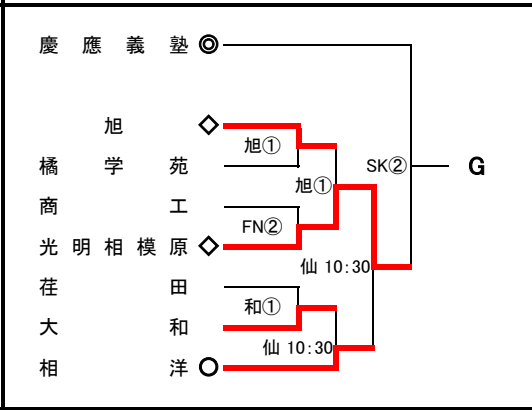 慶應義塾◎
旭◇
旭①
橘学苑
SK②
G
旭①
商工
FN②
光明相模原◇
仙 10:30
荏田
和①
大和
仙 10:30
相洋○